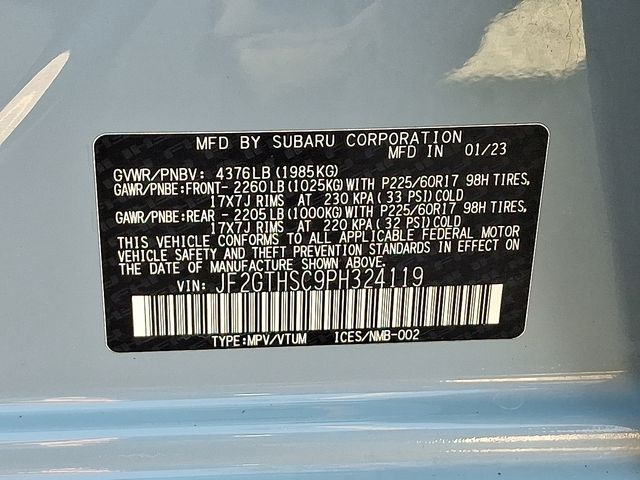 MFD BY SUBARU CORPORATION
MFD IN 01/23
GVWR/PNBV: 4376LB(1985KG)
GAWR/PNBE:FRONT- 2260LB(1025KG)WITH P225/60R17 98H TIRES,
17X7J RIMS AT 230 KPA(33 PSI)COLD
GAWR/PNBE:REAR - 2205LB(1000KG)WITH P225/60R17 98H TIRES,
17X7J RIMS AT 220 KPA(32 PSI)COLD
THIS VEHICLE CONFORMS TO ALL APPLICABLE FEDERAL MOTOR
VEHICLE SAFETY AND THEFT PREVENTION STANDARDS IN EFFECT ON
THE DATE OF MANUFACTURE SHOWN ABOVE.
VIN: JF2GTHSC9PH324119
TYPE:MPV/VTUM ICES/NMB-002